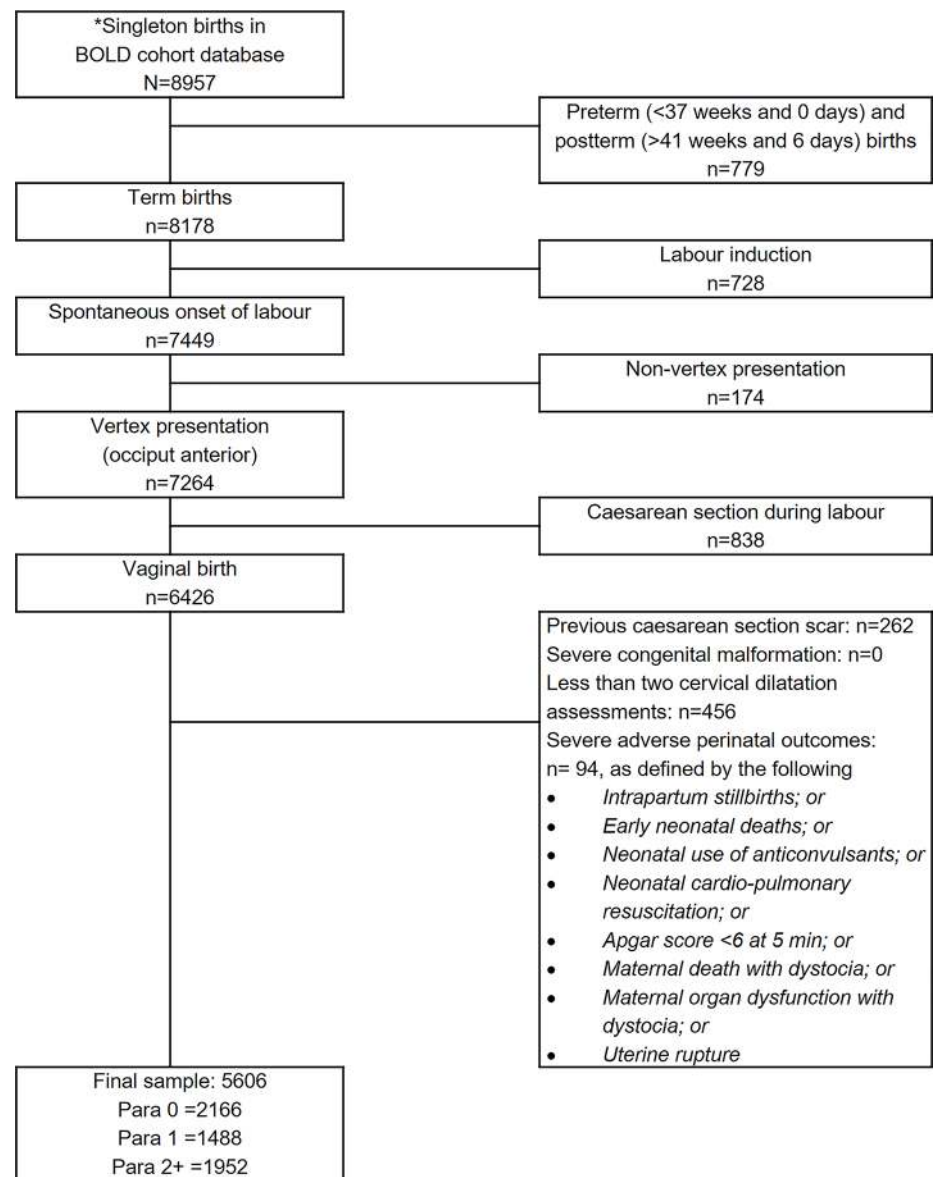 *Singleton births in
BOLD cohort database
N=8957
Preterm (<37 weeks and 0 days) and
postterm (>41 weeks and 6 days) births
n=779
Term births
n=8178
Labour induction
n=728
Spontaneous onset of labour
n=7449
Non-vertex presentation
n=174
Vertex presentation
(occiput anterior)
n=7264
Caesarean section during labour
n=838
Vaginal birth
n=6426
Previous caesarean section scar: n=262
Severe congenital malformation: n=0
Less than two cervical dilatation
assessments: n=456
Severe adverse perinatal outcomes:
n= 94, as defined by the following
• Intrapartum stillbirths; or
• Early neonatal deaths; or
• Neonatal use of anticonvulsants; or
• Neonatal cardio-pulmonary
resuscitation; or
• Apgar score <6 at 5 min; or
• Maternal death with dystocia; or
• Maternal organ dysfunction with
dystocia; or
• Uterine rupture
Final sample: 5606
Para 0 =2166
Para 1 =1488
Para 2+ =1952